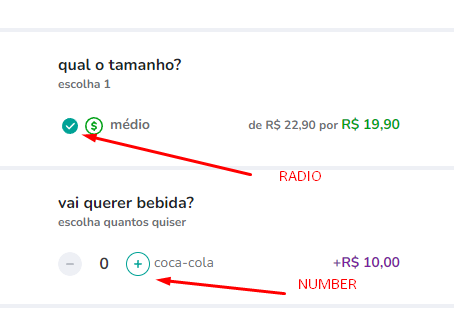 qual o tamanho?
escolha 1
$ médio de R$ 22,90 por R$ 19,90
RADIO
vai querer bebida?
escolha quantos quiser
− 0 + coca-cola +R$ 10,00
NUMBER